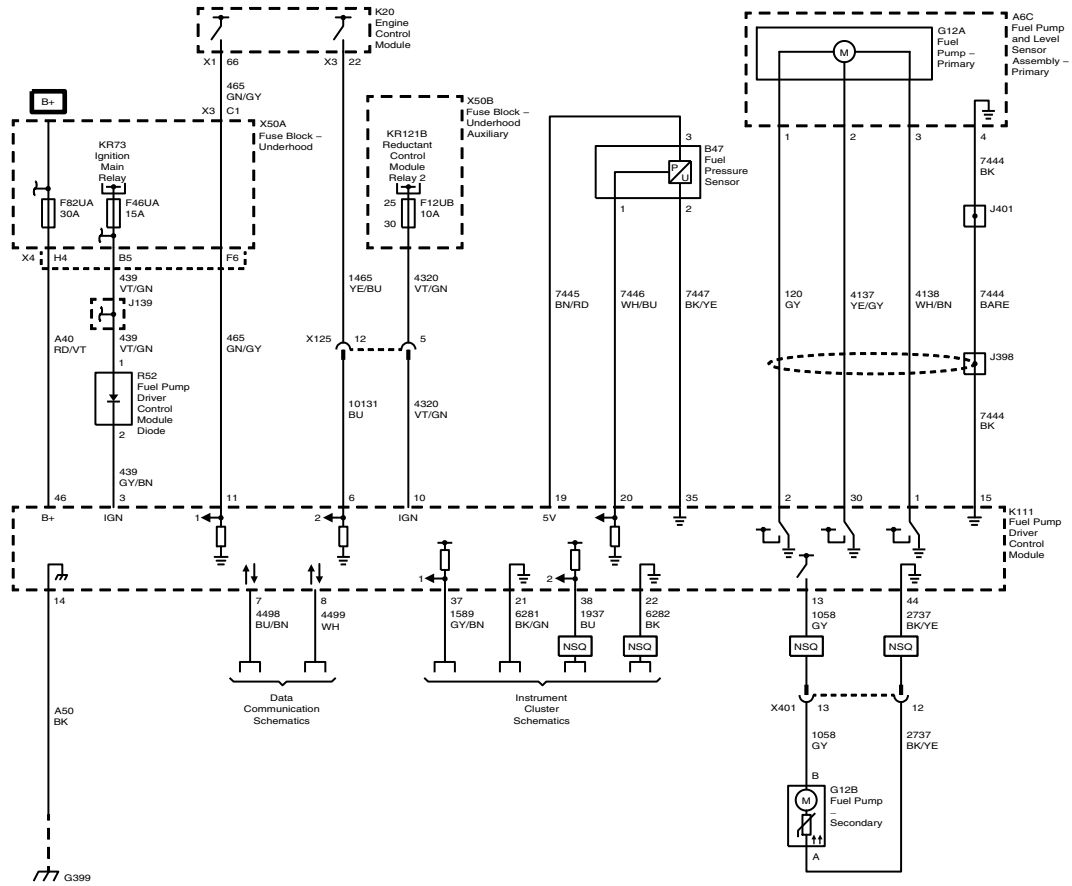 K20
Engine
Control
Module
X1 66
X3 22
465
GN/GY
X3 C1
B+
X50A
Fuse Block –
Underhood
KR73
Ignition
Main
Relay
F82UA
30A
F46UA
15A
X4 H4
B5
F6
X50B
Fuse Block –
Underhood
Auxiliary
KR121B
Reductant
Control
Module
Relay 2
25
30
F12UB
10A
A6C
Fuel Pump
and Level
Sensor
Assembly –
Primary
G12A
Fuel
Pump –
Primary
M
1
2
3
4
3
B47
Fuel
Pressure
Sensor
P
U
1
2
7444
BK
J401
439
VT/GN
J139
439
VT/GN
A40
RD/VT
465
GN/GY
1465
YE/BU
4320
VT/GN
7445
BN/RD
7446
WH/BU
7447
BK/YE
120
GY
4137
YE/GY
4138
WH/BN
7444
BARE
X125 12
5
J398
1
R52
Fuel Pump
Driver
Control
Module
Diode
2
10131
BU
4320
VT/GN
7444
BK
439
GY/BN
46
3
11
6
10
19
20
35
2
30
1
15
B+
IGN
1
2
IGN
5V
K111
Fuel Pump
Driver
Control
Module
1
2
14
7
8
37
21
38
22
13
44
4498
BU/BN
4499
WH
1589
GY/BN
6281
BK/GN
1937
BU
6282
BK
1058
GY
2737
BK/YE
NSQ
NSQ
NSQ
NSQ
Data
Communication
Schematics
Instrument
Cluster
Schematics
X401 13
12
A50
BK
1058
GY
2737
BK/YE
B
M
G12B
Fuel Pump
–
Secondary
A
G399